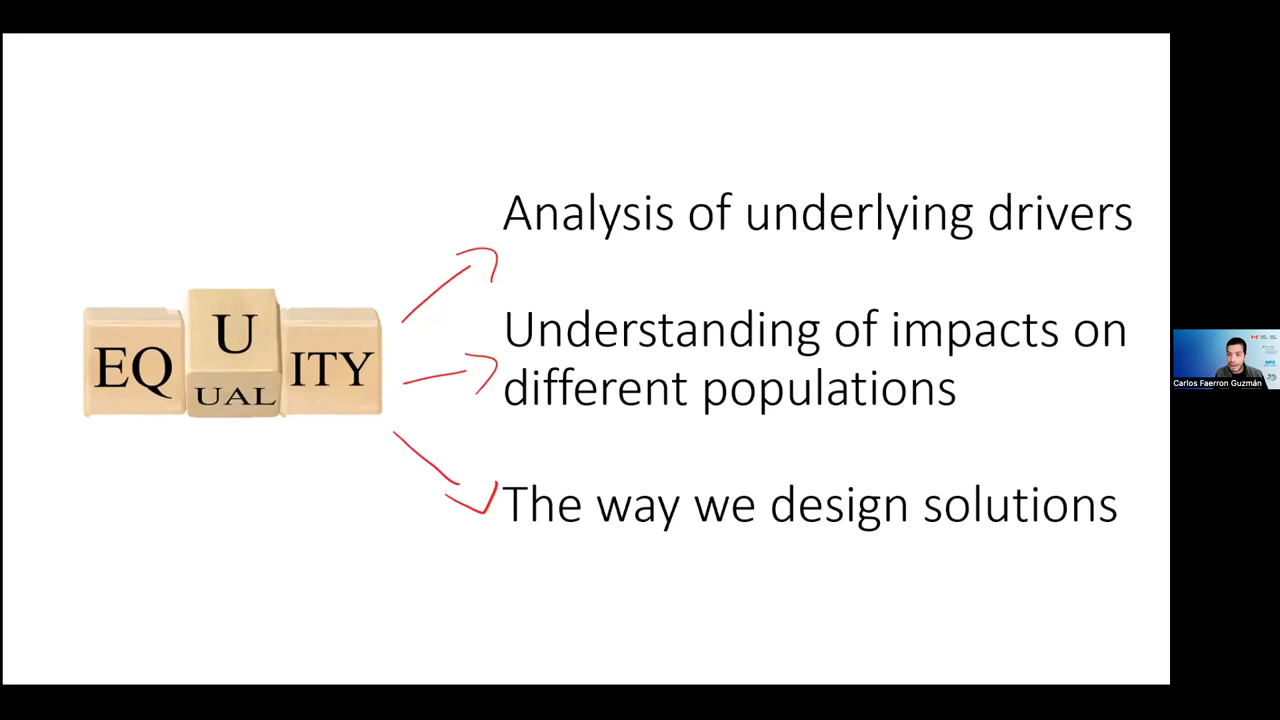 Analysis of underlying drivers
U
EQ
ITY
UAL
Understanding of impacts on
different populations
The way we design solutions
Carlos Faerron Guzmán